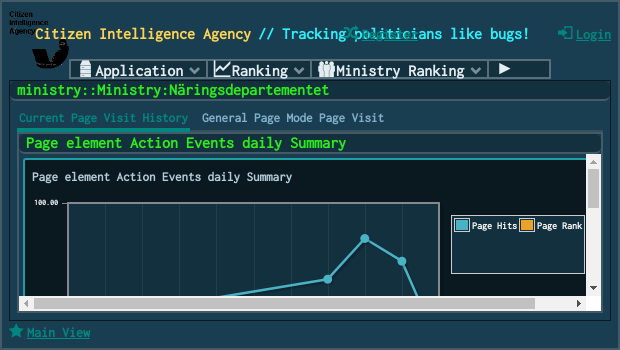 Citizen
Intelligence
Agency
Citizen Intelligence Agency // Tracking politicians like bugs!
Register
Login
Application
Ranking
Ministry Ranking
ministry::Ministry:Näringsdepartementet
Current Page Visit History
General Page Mode Page Visit
Page element Action Events daily Summary
Page element Action Events daily Summary
100.00
Page Hits
Page Rank
Main View